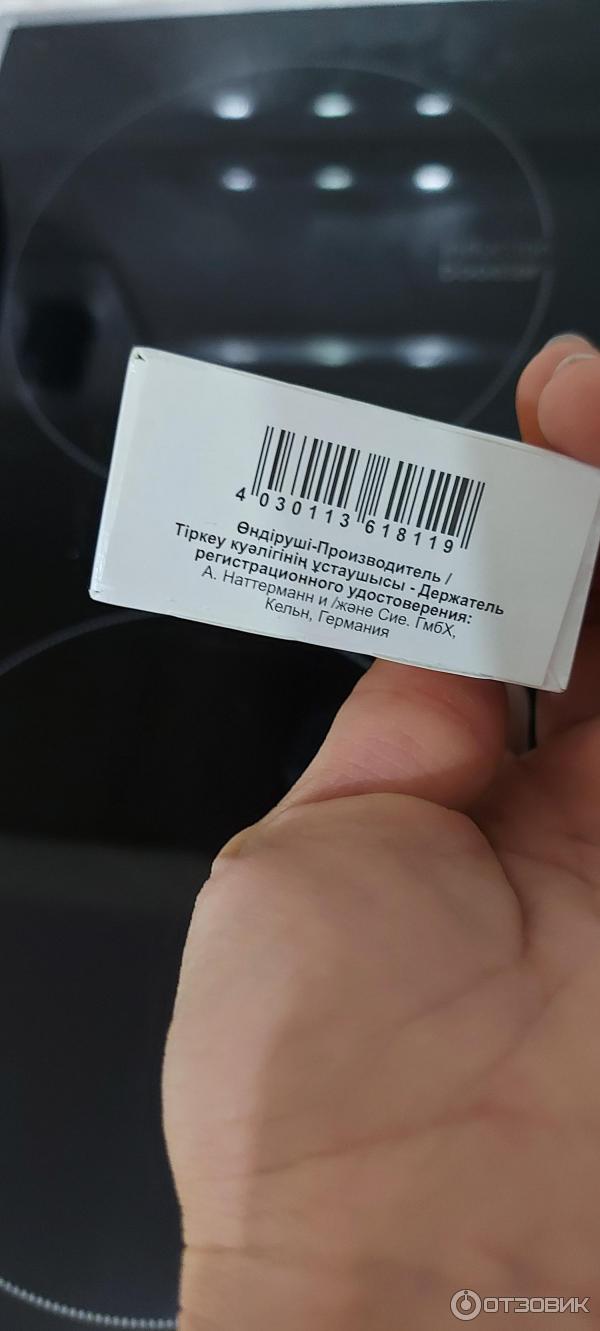 4 030113 618119
Өндіруші-Производитель /
Тіркеу куәлігінің ұстаушысы - Держатель
регистрационного удостоверения:
А. Наттерманн и /және Сие. ГмбХ,
Кельн, Германия
ОТЗОВИК